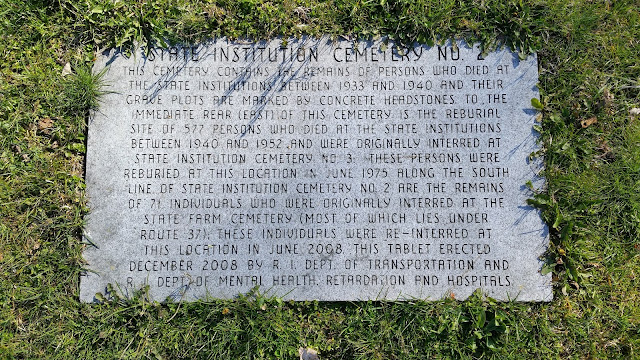 STATE INSTITUTION CEMETERY NO. 2
THIS CEMETERY CONTAINS THE REMAINS OF PERSONS WHO DIED AT
THE STATE INSTITUTIONS BETWEEN 1933 AND 1940 AND THEIR
GRAVE PLOTS ARE MARKED BY CONCRETE HEADSTONES. TO THE
IMMEDIATE REAR (EAST) OF THIS CEMETERY IS THE REBURIAL
SITE OF 577 PERSONS WHO DIED AT THE STATE INSTITUTIONS
BETWEEN 1940 AND 1952, AND WERE ORIGINALLY INTERRED AT
STATE INSTITUTION CEMETERY NO. 3. THESE PERSONS WERE
REBURIED AT THIS LOCATION IN JUNE 1975 ALONG THE SOUTH
LINE OF STATE INSTITUTION CEMETERY NO. 2 ARE THE REMAINS
OF 71 INDIVIDUALS WHO WERE ORIGINALLY INTERRED AT THE
STATE FARM CEMETERY (MOST OF WHICH LIES UNDER
ROUTE 37). THESE INDIVIDUALS WERE RE-INTERRED AT
THIS LOCATION IN JUNE 2008. THIS TABLET ERECTED
DECEMBER 2008 BY R. I. DEPT. OF TRANSPORTATION AND
R. I. DEPT. OF MENTAL HEALTH, RETARDATION AND HOSPITALS.